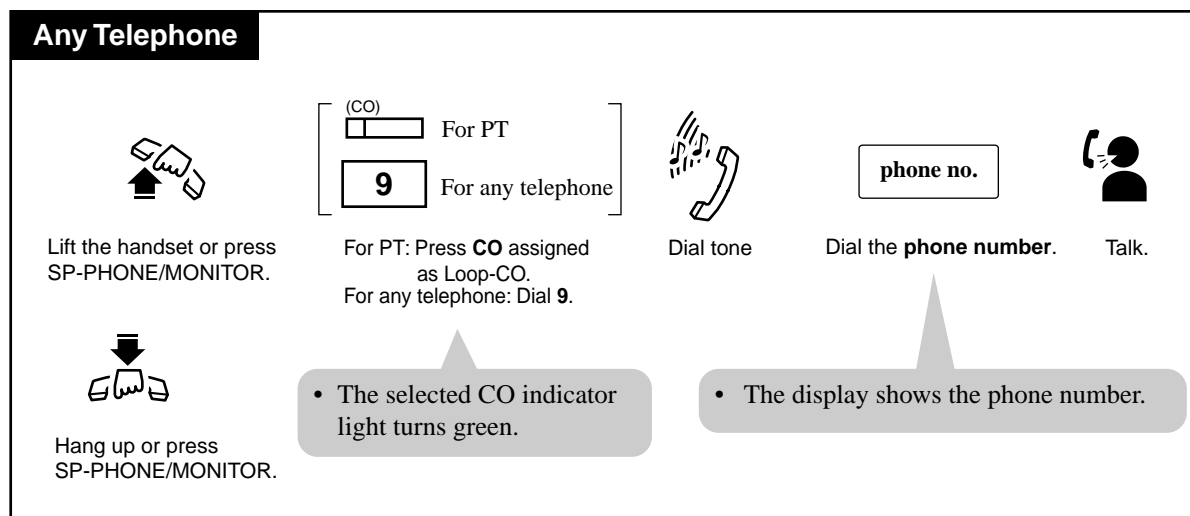 Any Telephone
(CO)
For PT
9
For any telephone
phone no.
Lift the handset or press
SP-PHONE/MONITOR.
For PT: Press CO assigned
as Loop-CO.
For any telephone: Dial 9.
Dial tone
Dial the phone number.
Talk.
• The selected CO indicator
light turns green.
• The display shows the phone number.
Hang up or press
SP-PHONE/MONITOR.